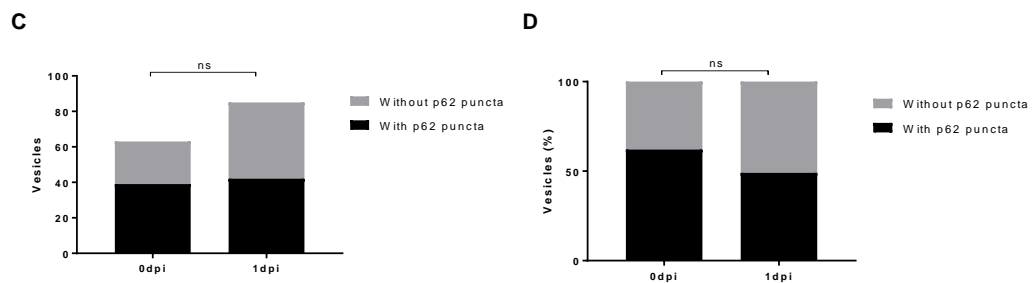 C
ns
100
80
60
40
20
0
Vesicles
0dpi
1dpi
Without p62 puncta
With p62 puncta
D
ns
100
50
0
Vesicles (%)
0dpi
1dpi
Without p62 puncta
With p62 puncta